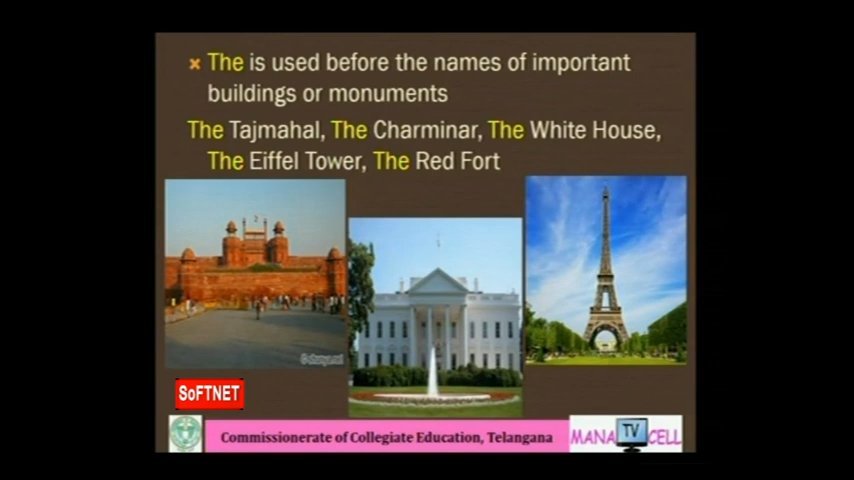 The is used before the names of important
buildings or monuments
The Tajmahal, The Charminar, The White House,
The Eiffel Tower, The Red Fort
SoFTNET
Commissionerate of Collegiate Education, Telangana
MANA TV CELL